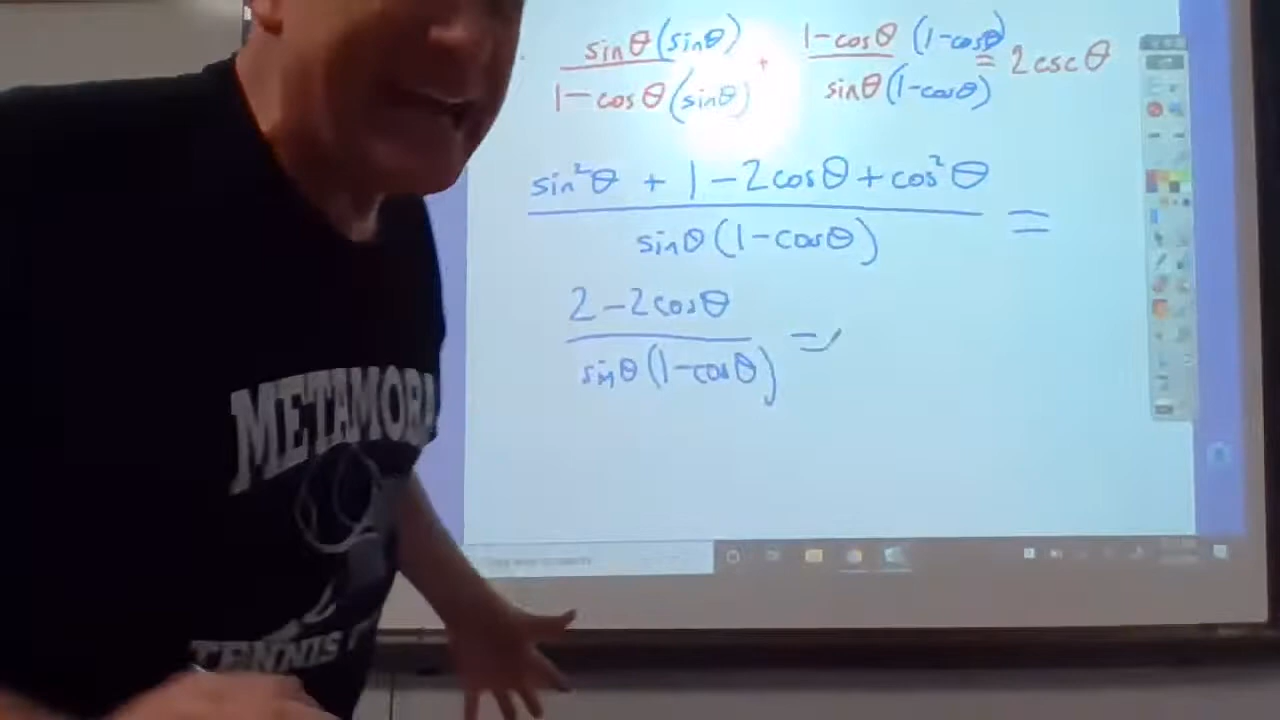 sinθ(sinθ) / 1-cosθ(sinθ) + 1-cosθ(1-cosθ) / sinθ(1-cosθ) = 2cscθ
sin²θ + 1-2cosθ+cos²θ / sinθ(1-cosθ) =
2-2cosθ / sinθ(1-cosθ) =
METAMORA
TENNIS